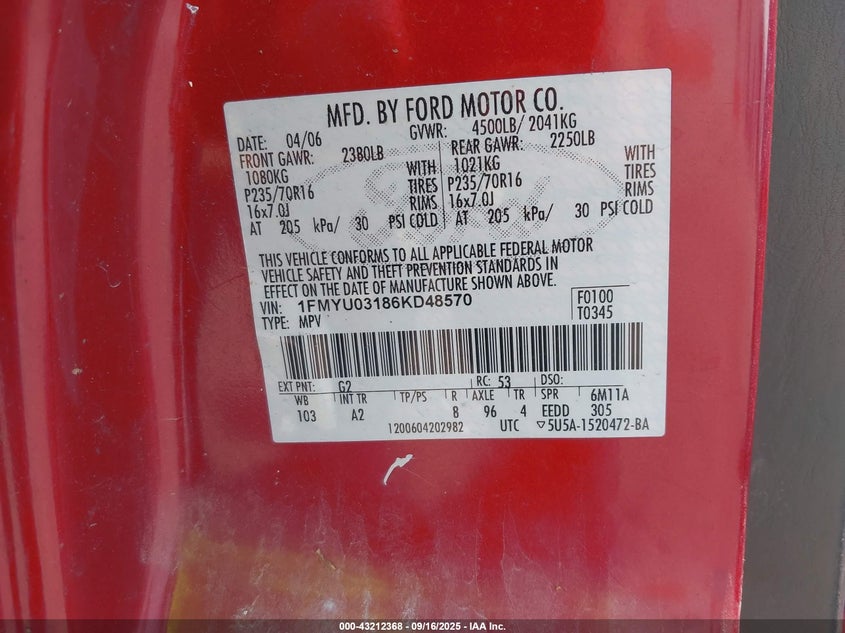 MFD. BY FORD MOTOR CO.
DATE: 04/06 GVWR: 4500LB/ 2041KG
FRONT GAWR: 2380LB REAR GAWR: 2250LB
1080KG WITH 1021KG WITH
P235/70R16 TIRES P235/70R16 TIRES
16x7.0J RIMS 16x7.0J RIMS
AT 205 kPa/ 30 PSI COLD AT 205 kPa/ 30 PSI COLD
THIS VEHICLE CONFORMS TO ALL APPLICABLE FEDERAL MOTOR
VEHICLE SAFETY AND THEFT PREVENTION STANDARDS IN
EFFECT ON THE DATE OF MANUFACTURE SHOWN ABOVE.
VIN: 1FMYU03186KD48570 F0100
TYPE: MPV T0345
EXT PNT: G2 RC: 53 DSO:
WB INT TR TP/PS R AXLE TR SPR 6M11A
103 A2 8 96 4 EEDD 305
1200604202982 UTC ▽5U5A-1520472-BA
000-43212368 - 09/16/2025 - IAA Inc.